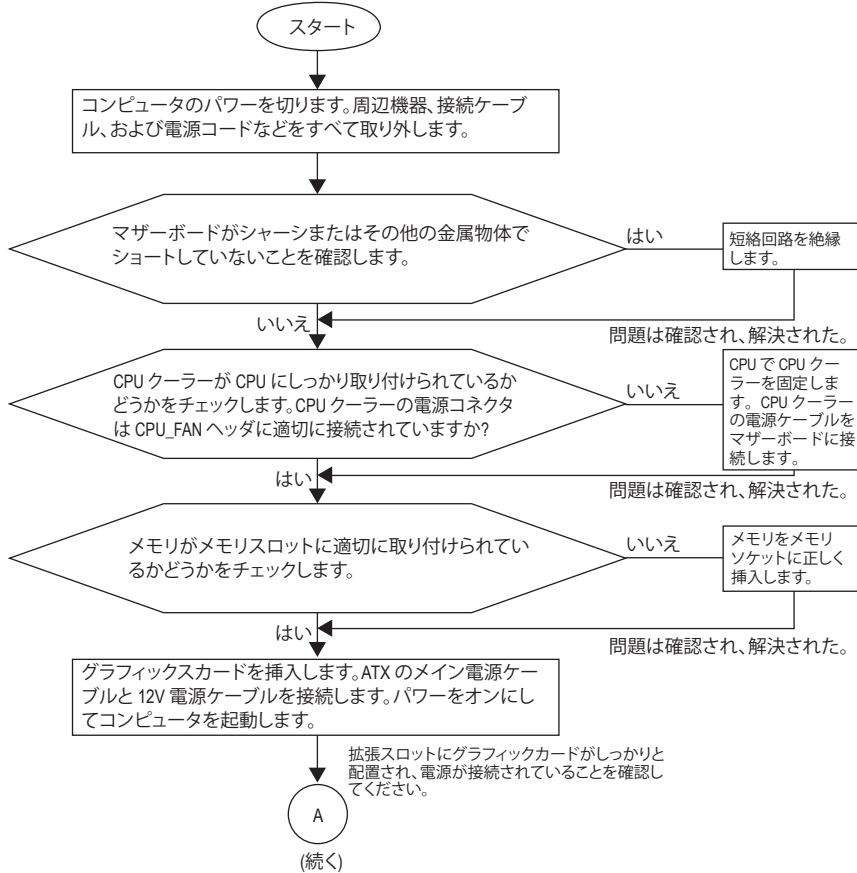 スタート
コンピュータのパワーを切ります。周辺機器、接続ケーブ
ル、および電源コードなどをすべて取り外します。
マザーボードがシャーシまたはその他の金属物体で
ショートしていないことを確認します。
はい
短絡回路を絶縁
します。
いいえ
問題は確認され、解決された。
CPU クーラーが CPU にしっかり取り付けられているか
どうかをチェックします。CPU クーラーの電源コネクタ
は CPU_FAN ヘッダに適切に接続されていますか?
いいえ
CPU で CPU クー
ラーを固定しま
す。CPU クーラー
の電源ケーブルを
マザーボードに接
続します。
はい
問題は確認され、解決された。
メモリがメモリスロットに適切に取り付けられてい
るかどうかをチェックします。
いいえ
メモリをメモリ
ソケットに正しく
挿入します。
はい
問題は確認され、解決された。
グラフィックスカードを挿入します。ATX のメイン電源ケー
ブルと 12V 電源ケーブルを接続します。パワーをオンにし
てコンピュータを起動します。
拡張スロットにグラフィックカードがしっかりと
配置され、電源が接続されていることを確認し
てください。
A
(続く)